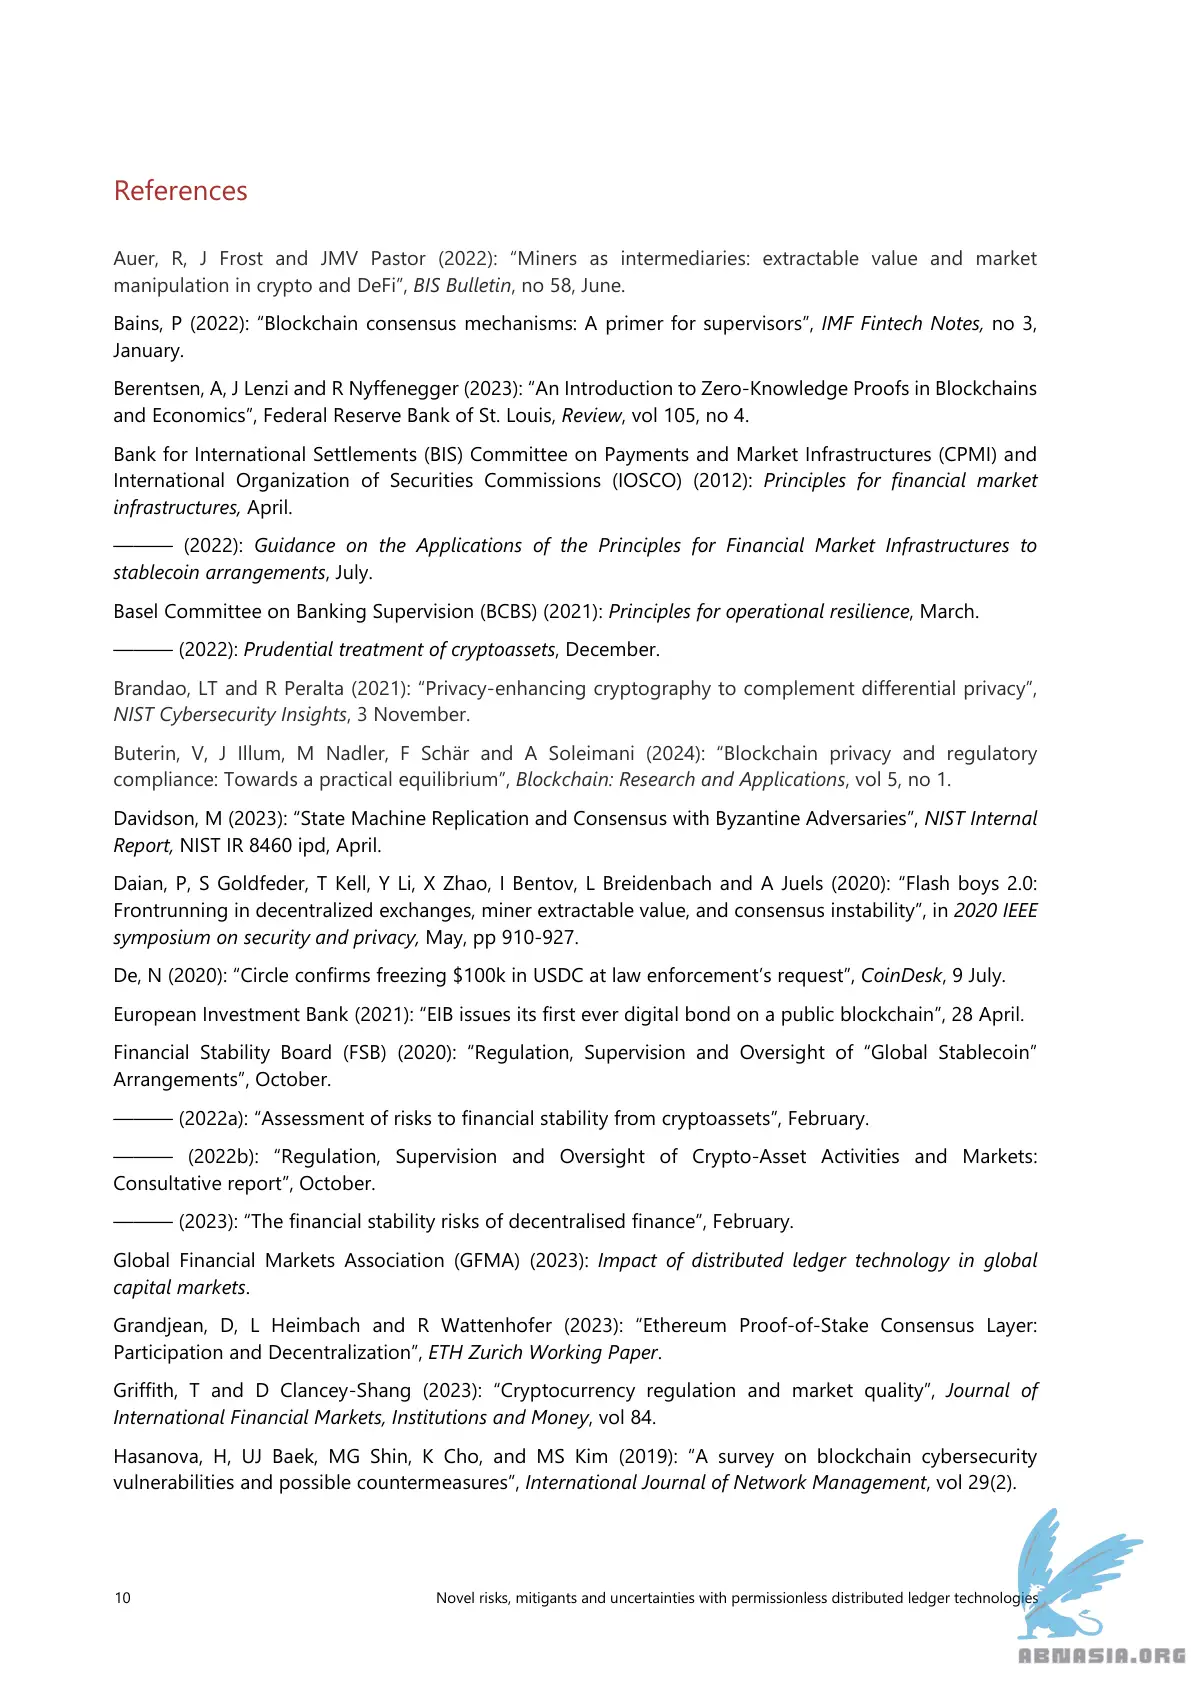 References
Auer, R, J Frost and JMV Pastor (2022): “Miners as intermediaries: extractable value and market
manipulation in crypto and DeFi”, BIS Bulletin, no 58, June.
Bains, P (2022): “Blockchain consensus mechanisms: A primer for supervisors”, IMF Fintech Notes, no 3,
January.
Berentsen, A, J Lenzi and R Nyffenegger (2023): “An Introduction to Zero-Knowledge Proofs in Blockchains
and Economics”, Federal Reserve Bank of St. Louis, Review, vol 105, no 4.
Bank for International Settlements (BIS) Committee on Payments and Market Infrastructures (CPMI) and
International Organization of Securities Commissions (IOSCO) (2012): Principles for financial market
infrastructures, April.
——— (2022): Guidance on the Applications of the Principles for Financial Market Infrastructures to
stablecoin arrangements, July.
Basel Committee on Banking Supervision (BCBS) (2021): Principles for operational resilience, March.
——— (2022): Prudential treatment of cryptoassets, December.
Brandao, LT and R Peralta (2021): “Privacy-enhancing cryptography to complement differential privacy”,
NIST Cybersecurity Insights, 3 November.
Buterin, V, J Illum, M Nadler, F Schär and A Soleimani (2024): “Blockchain privacy and regulatory
compliance: Towards a practical equilibrium”, Blockchain: Research and Applications, vol 5, no 1.
Davidson, M (2023): “State Machine Replication and Consensus with Byzantine Adversaries”, NIST Internal
Report, NIST IR 8460 ipd, April.
Daian, P, S Goldfeder, T Kell, Y Li, X Zhao, I Bentov, L Breidenbach and A Juels (2020): “Flash boys 2.0:
Frontrunning in decentralized exchanges, miner extractable value, and consensus instability”, in 2020 IEEE
symposium on security and privacy, May, pp 910-927.
De, N (2020): “Circle confirms freezing $100k in USDC at law enforcement’s request”, CoinDesk, 9 July.
European Investment Bank (2021): “EIB issues its first ever digital bond on a public blockchain”, 28 April.
Financial Stability Board (FSB) (2020): “Regulation, Supervision and Oversight of “Global Stablecoin”
Arrangements”, October.
——— (2022a): “Assessment of risks to financial stability from cryptoassets”, February.
——— (2022b): “Regulation, Supervision and Oversight of Crypto-Asset Activities and Markets:
Consultative report”, October.
——— (2023): “The financial stability risks of decentralised finance”, February.
Global Financial Markets Association (GFMA) (2023): Impact of distributed ledger technology in global
capital markets.
Grandjean, D, L Heimbach and R Wattenhofer (2023): “Ethereum Proof-of-Stake Consensus Layer:
Participation and Decentralization”, ETH Zurich Working Paper.
Griffith, T and D Clancey-Shang (2023): “Cryptocurrency regulation and market quality”, Journal of
International Financial Markets, Institutions and Money, vol 84.
Hasanova, H, UJ Baek, MG Shin, K Cho, and MS Kim (2019): “A survey on blockchain cybersecurity
vulnerabilities and possible countermeasures”, International Journal of Network Management, vol 29(2).
10 Novel risks, mitigants and uncertainties with permissionless distributed ledger technologies
ABNASIA.ORG